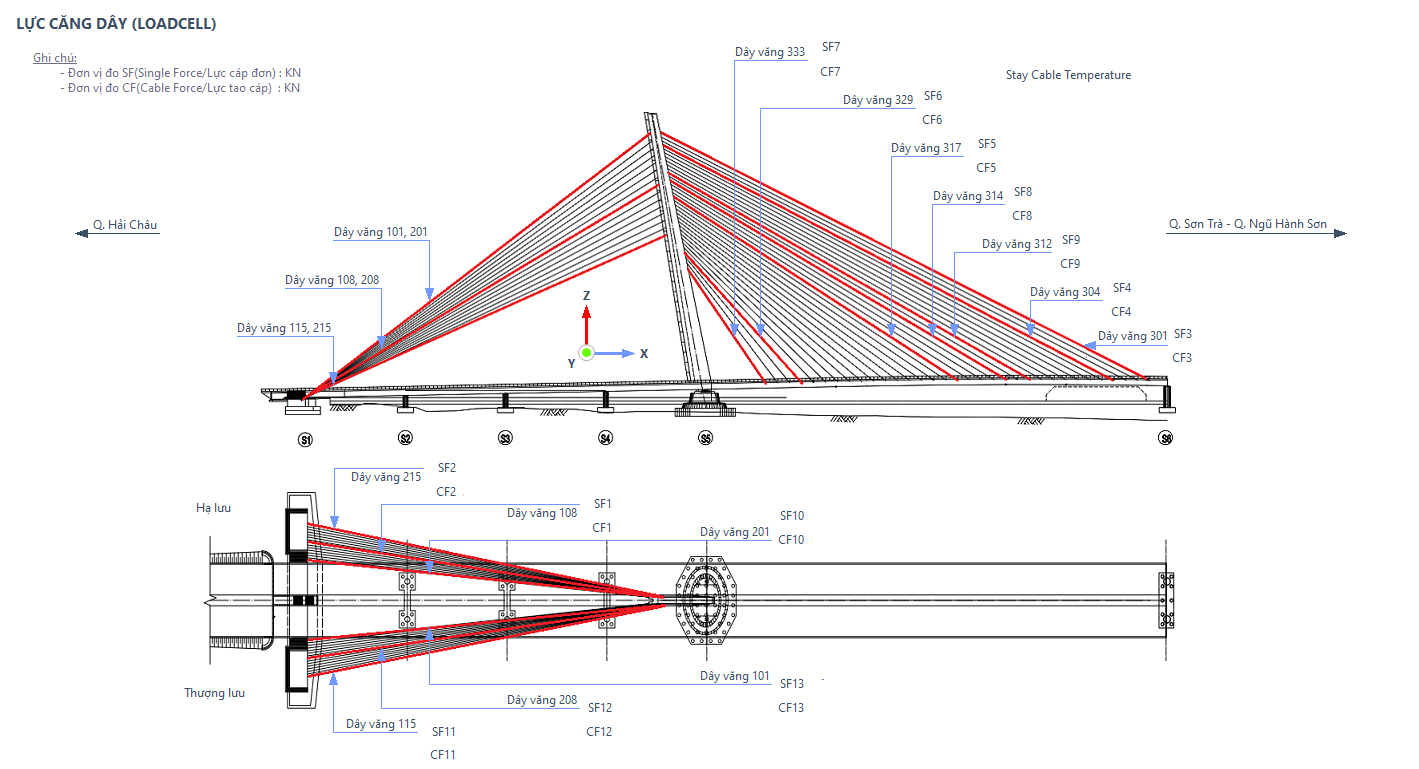 LỰC CĂNG DÂY (LOADCELL)
Ghi chú:
- Đơn vị đo SF(Single Force/Lực cáp đơn) : KN
- Đơn vị đo CF(Cable Force/Lực tao cáp) : KN
Dây văng 333 SF7
CF7
Stay Cable Temperature
Dây văng 329 SF6
CF6
Dây văng 317 SF5
CF5
Dây văng 314 SF8
CF8
Q. Hải Châu
Q. Sơn Trà - Q. Ngũ Hành Sơn
Dây văng 101, 201
Dây văng 312 SF9
CF9
Dây văng 108, 208
Dây văng 304 SF4
CF4
Z
Dây văng 115, 215
Dây văng 301 SF3
CF3
Y
X
S1 S2 S3 S4 S5 S6
Dây văng 215 SF2
CF2
Hạ lưu
Dây văng 108 SF1
CF1
Dây văng 201 SF10
CF10
Thượng lưu
Dây văng 101 SF13
CF13
Dây văng 208 SF12
CF12
Dây văng 115 SF11
CF11